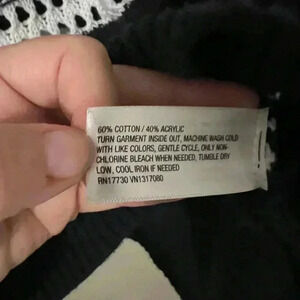 60% COTTON / 40% ACRYLIC
TURN GARMENT INSIDE OUT, MACHINE WASH COLD
WITH LIKE COLORS, GENTLE CYCLE, ONLY NON-
CHLORINE BLEACH WHEN NEEDED, TUMBLE DRY
LOW, COOL IRON IF NEEDED
RN17730 VN1317080